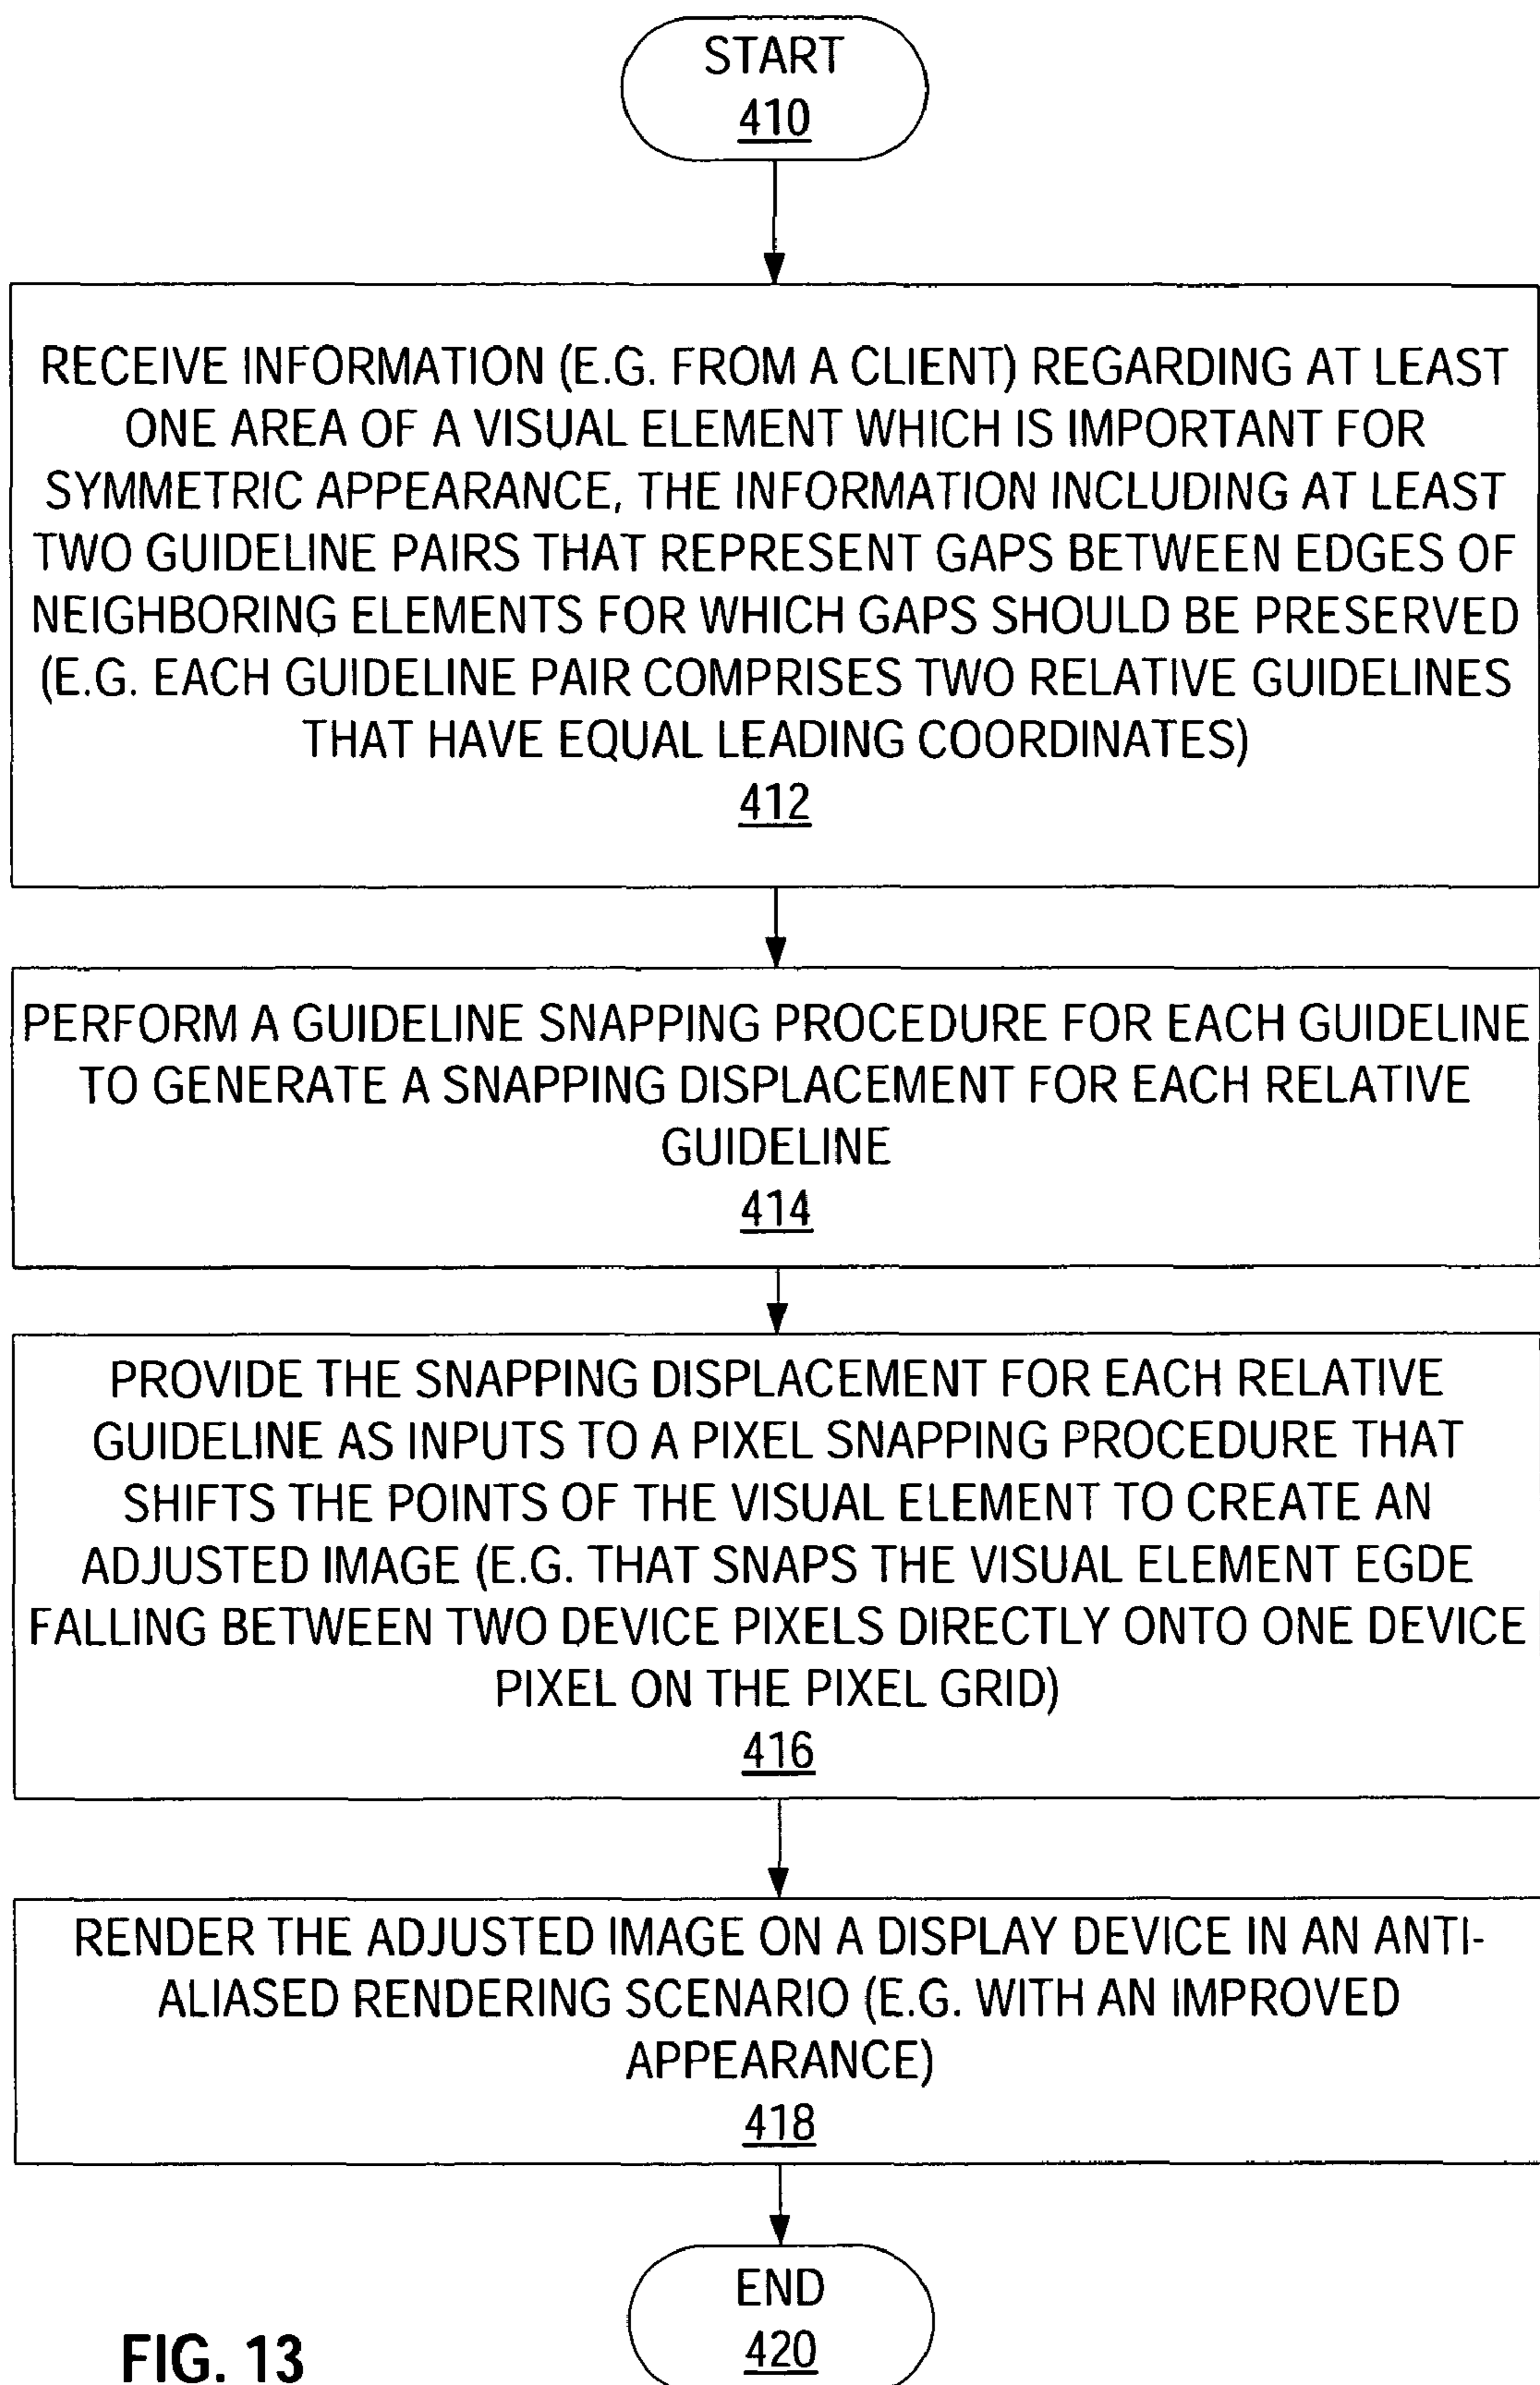 START
410
RECEIVE INFORMATION (E.G. FROM A CLIENT) REGARDING AT LEAST
ONE AREA OF A VISUAL ELEMENT WHICH IS IMPORTANT FOR
SYMMETRIC APPEARANCE, THE INFORMATION INCLUDING AT LEAST
TWO GUIDELINE PAIRS THAT REPRESENT GAPS BETWEEN EDGES OF
NEIGHBORING ELEMENTS FOR WHICH GAPS SHOULD BE PRESERVED
(E.G. EACH GUIDELINE PAIR COMPRISES TWO RELATIVE GUIDELINES
THAT HAVE EQUAL LEADING COORDINATES)
412
PERFORM A GUIDELINE SNAPPING PROCEDURE FOR EACH GUIDELINE
TO GENERATE A SNAPPING DISPLACEMENT FOR EACH RELATIVE
GUIDELINE
414
PROVIDE THE SNAPPING DISPLACEMENT FOR EACH RELATIVE
GUIDELINE AS INPUTS TO A PIXEL SNAPPING PROCEDURE THAT
SHIFTS THE POINTS OF THE VISUAL ELEMENT TO CREATE AN
ADJUSTED IMAGE (E.G. THAT SNAPS THE VISUAL ELEMENT EGDE
FALLING BETWEEN TWO DEVICE PIXELS DIRECTLY ONTO ONE DEVICE
PIXEL ON THE PIXEL GRID)
416
RENDER THE ADJUSTED IMAGE ON A DISPLAY DEVICE IN AN ANTI-
ALIASED RENDERING SCENARIO (E.G. WITH AN IMPROVED
APPEARANCE)
418
END
420
FIG. 13